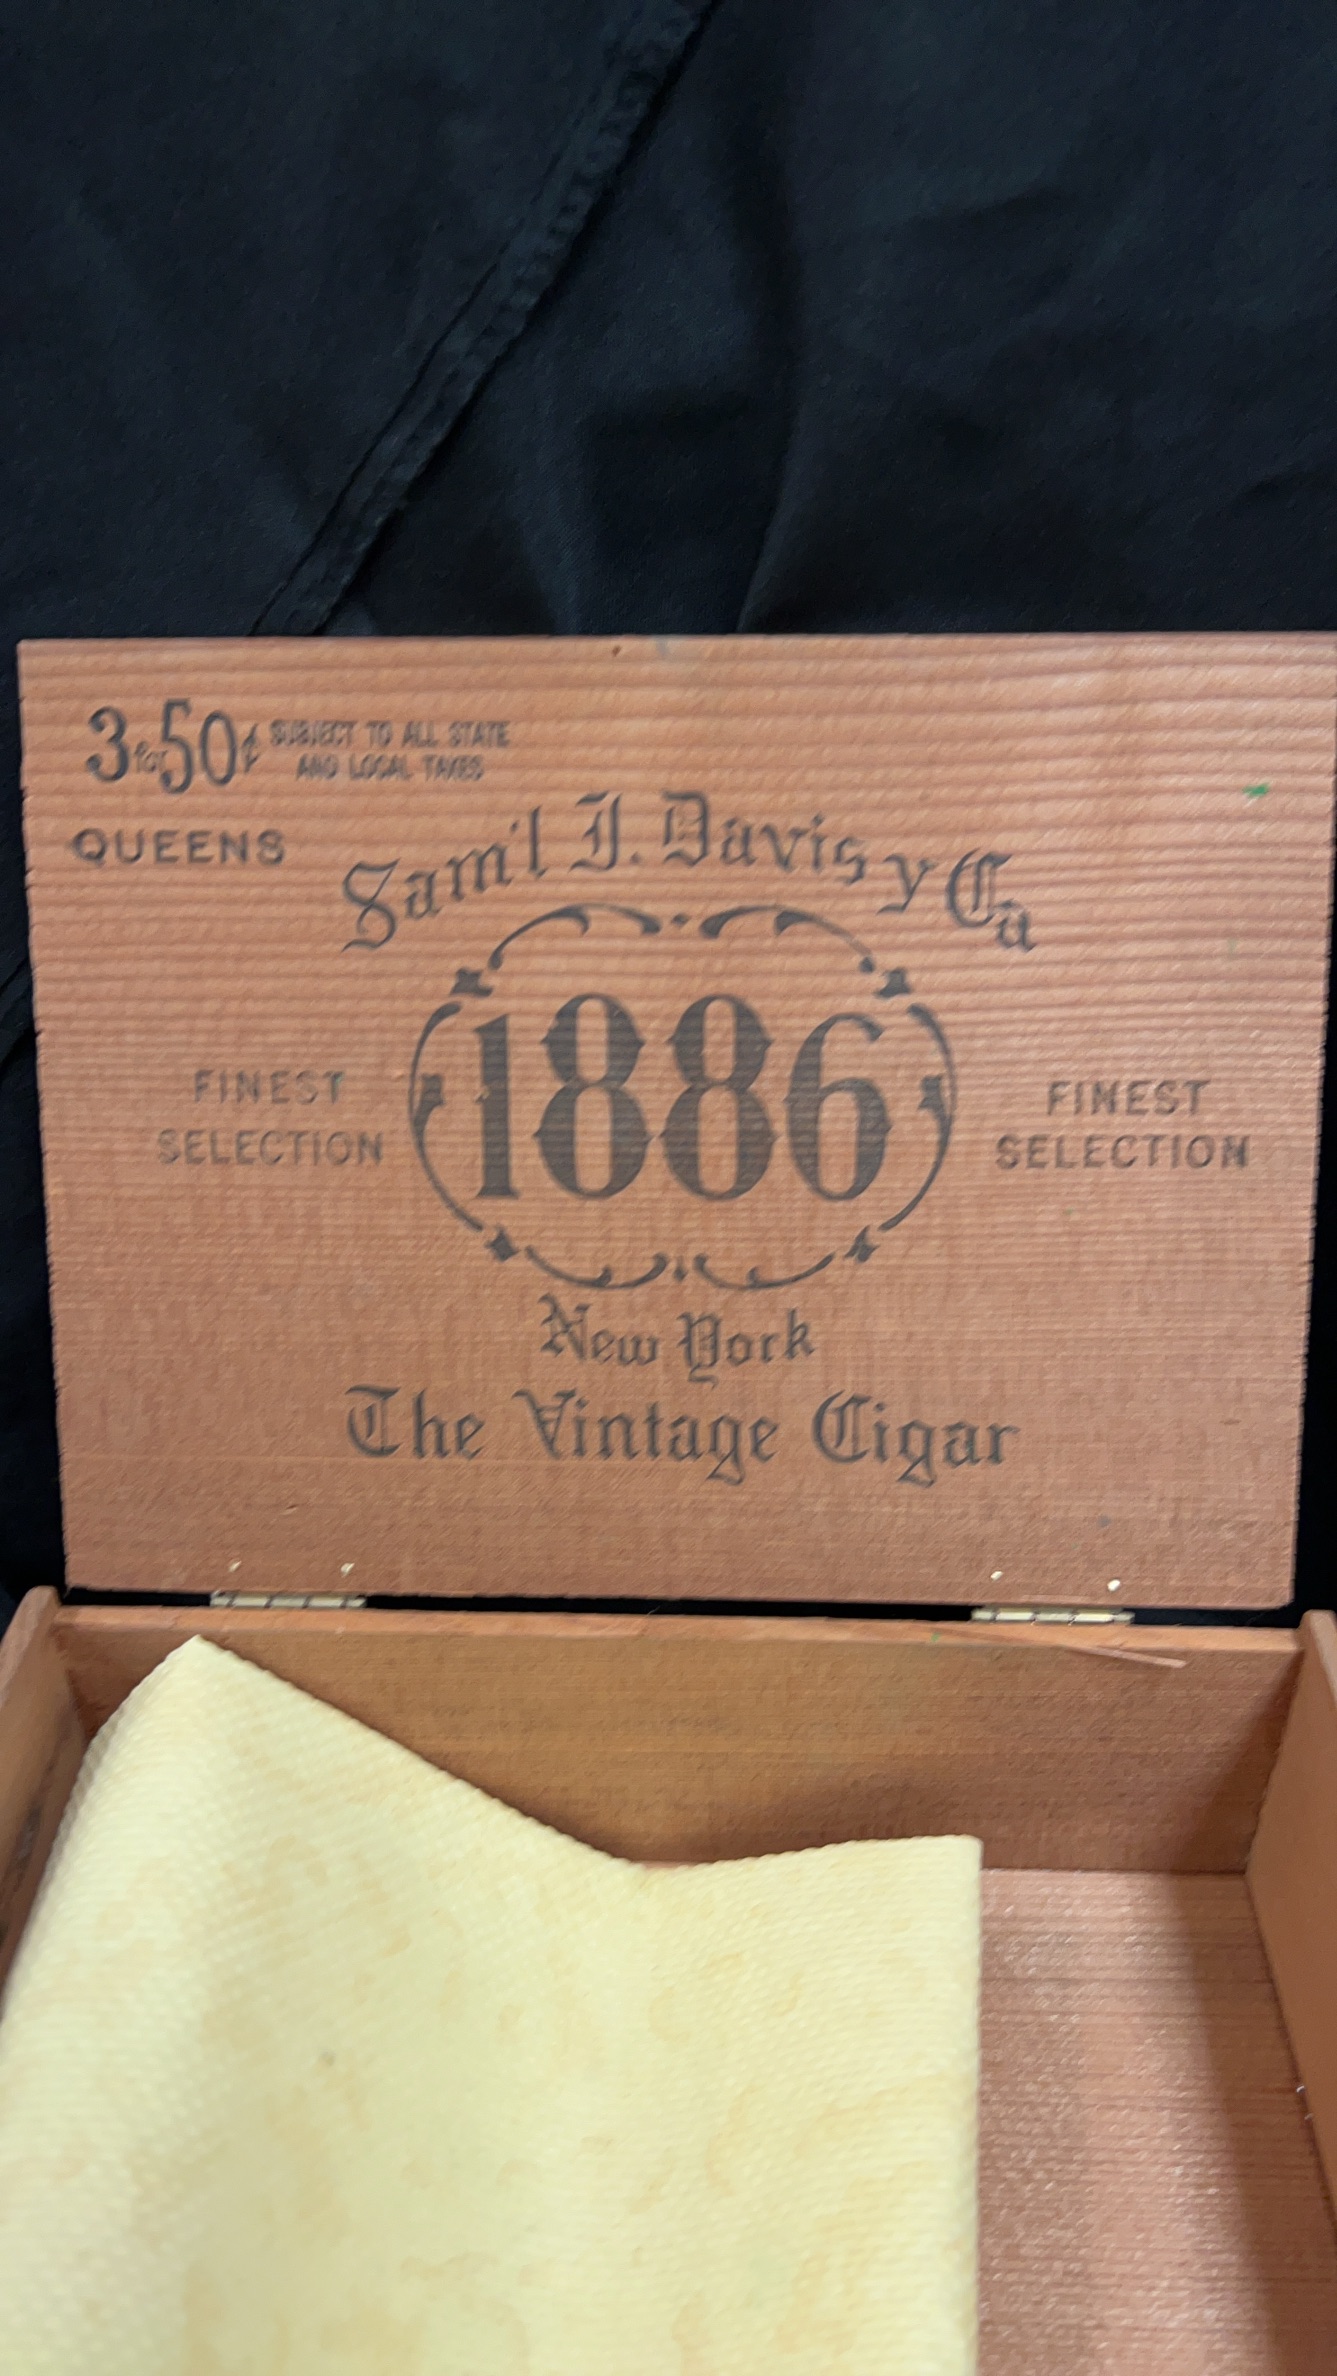 3 for 50¢ SUBJECT TO ALL STATE
AND LOCAL TAXES
QUEENS
Sam'l I. Davis y Ca
1886
FINEST
SELECTION
FINEST
SELECTION
New York
The Vintage Cigar